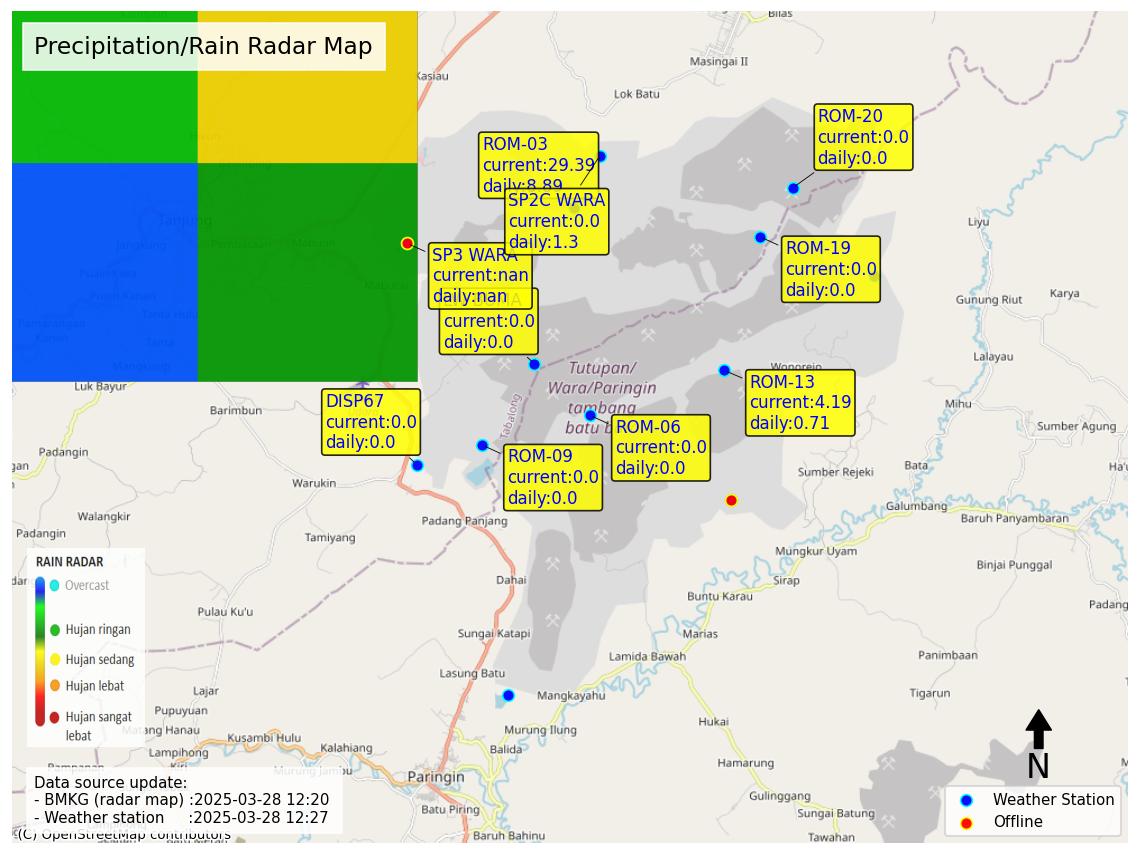 Precipitation/Rain Radar Map
Bilas
Masingai II
Kasiau
Lok Batu
ROM-20
current:0.0
daily:0.0
ROM-03
current:29.39
daily:8.89
SP2C WARA
current:0.0
daily:1.3
Tanjung
Liyu
ROM-19
current:0.0
daily:0.0
SP3 WARA
current:nan
daily:nan
current:0.0
daily:0.0
Gunung Riut
Karya
Lalayau
Mihu
Luk Bayur
Barimbun
Tutupan/
Wara/Paringin
tambang
batu
Wonorejo
Tabalong
DISP67
current:0.0
daily:0.0
ROM-13
current:4.19
daily:0.71
ROM-06
current:0.0
daily:0.0
ROM-09
current:0.0
daily:0.0
Sumber Agung
Padangin
Warukin
Bata
Sumber Rejeki
Galumbang
Baruh Panyambaran
Walangkir
Padangin
Padang Panjang
Tamiyang
Mungkur Uyam
Binjai Punggal
Dahai
Sirap
Buntu Karau
Pulau Ku'u
Sungai Katapi
Marias
Lamida Bawah
Panimbaan
Lasung Batu
Lajar
Mangkayahu
Tigarun
Pupuyuan
Matang Hanau
Kusambi Hulu
Murung Ilung
Hukai
Lampihong
Kalahiang
Balida
Hamarung
Murung Jambu
Paringin
Batu Piring
Gulinggang
Sungai Batung
Baruh Bahinu
Tawahan
RAIN RADAR
Overcast
Hujan ringan
Hujan sedang
Hujan lebat
Hujan sangat
lebat
Data source update:
- BMKG (radar map) :2025-03-28 12:20
- Weather station :2025-03-28 12:27
(C) OpenStreetMap contributors
N
Weather Station
Offline